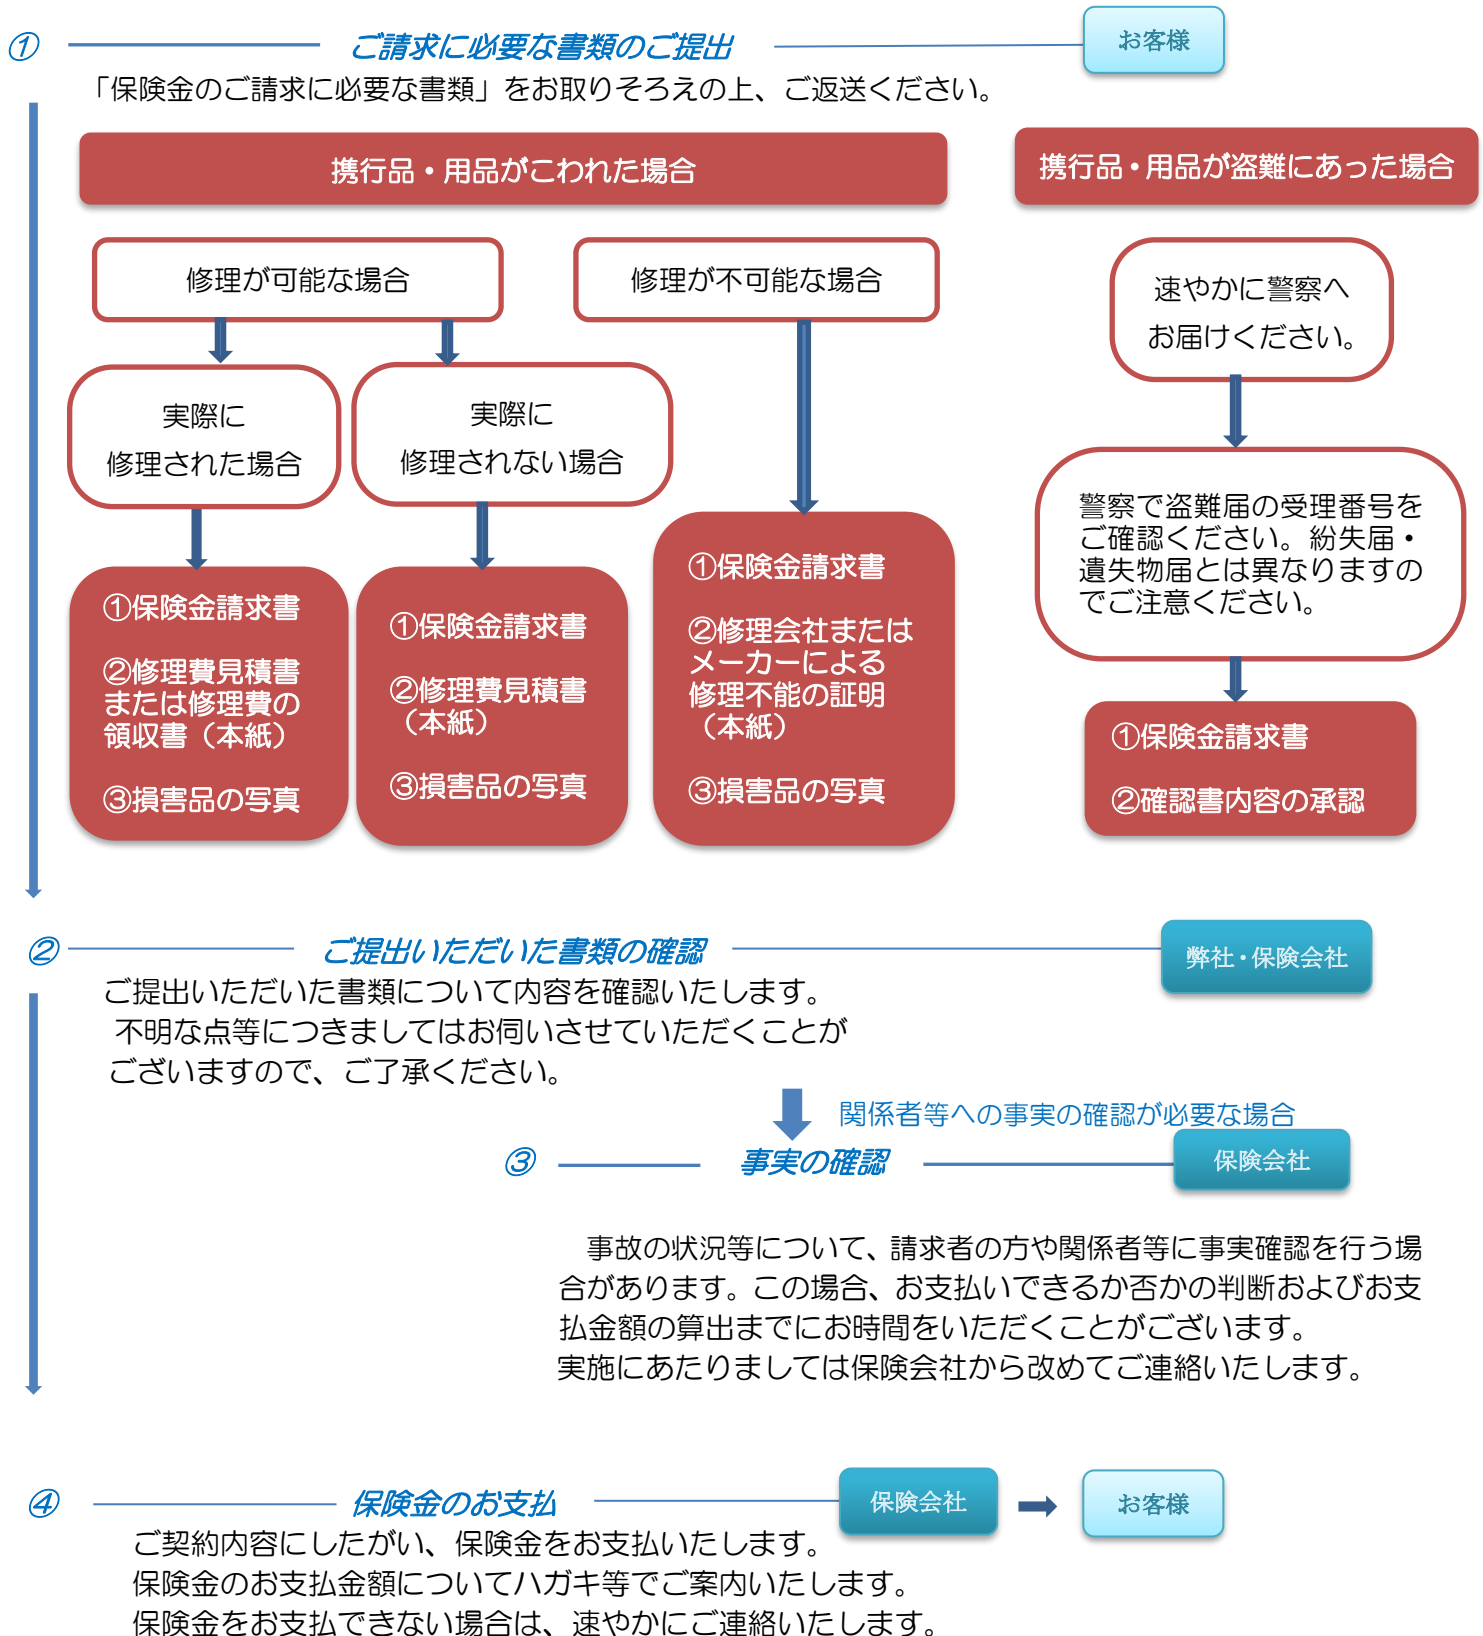 ① ご請求に必要な書類のご提出 お客様
「保険金のご請求に必要な書類」をお取りそろえの上、ご返送ください。
携行品・用品がこわれた場合
携行品・用品が盗難にあった場合
修理が可能な場合
修理が不可能な場合
速やかに警察へ
お届けください。
実際に
修理された場合
実際に
修理されない場合
警察で盗難届の受理番号を
ご確認ください。紛失届・
遺失物届とは異なりますの
でご注意ください。
①保険金請求書
②修理費見積書
または修理費の
領収書（本紙）
③損害品の写真
①保険金請求書
②修理費見積書
（本紙）
③損害品の写真
①保険金請求書
②修理会社または
メーカーによる
修理不能の証明
（本紙）
③損害品の写真
①保険金請求書
②確認書内容の承認
② ご提出いただいた書類の確認 弊社・保険会社
ご提出いただいた書類について内容を確認いたします。
不明な点等につきましてはお伺いさせていただくことが
ございますので、ご了承ください。
関係者等への事実の確認が必要な場合
③ 事実の確認 保険会社
事故の状況等について、請求者の方や関係者等に事実確認を行う場
合があります。この場合、お支払いできるか否かの判断およびお支
払金額の算出までにお時間をいただくことがございます。
実施にあたりましては保険会社から改めてご連絡いたします。
④ 保険金のお支払 保険会社 お客様
ご契約内容にしたがい、保険金をお支払いたします。
保険金のお支払金額についてハガキ等でご案内いたします。
保険金をお支払できない場合は、速やかにご連絡いたします。